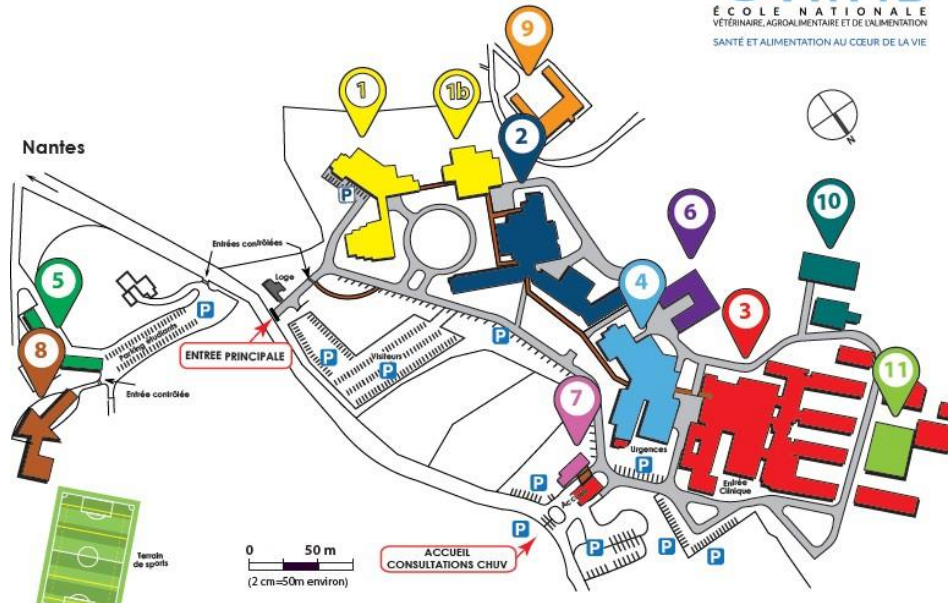 ÉCOLE NATIONALE
VÉTÉRINAIRE, AGROALIMENTAIRE ET DE L'ALIMENTATION
SANTÉ ET ALIMENTATION AU CŒUR DE LA VIE
9
1
1b
2
Nantes
N
P
6
10
Entrées contrôlées
5
Loge
4
P
3
8
Parking étudiants
ENTREE PRINCIPALE
P
Visiteurs
P
P
11
Entrée contrôlée
7
Urgences
P
Entrée
Clinique
P
P
Terrain
de sports
0 50 m
(2 cm=50m environ)
ACCUEIL
CONSULTATIONS CHUV
P
P
P